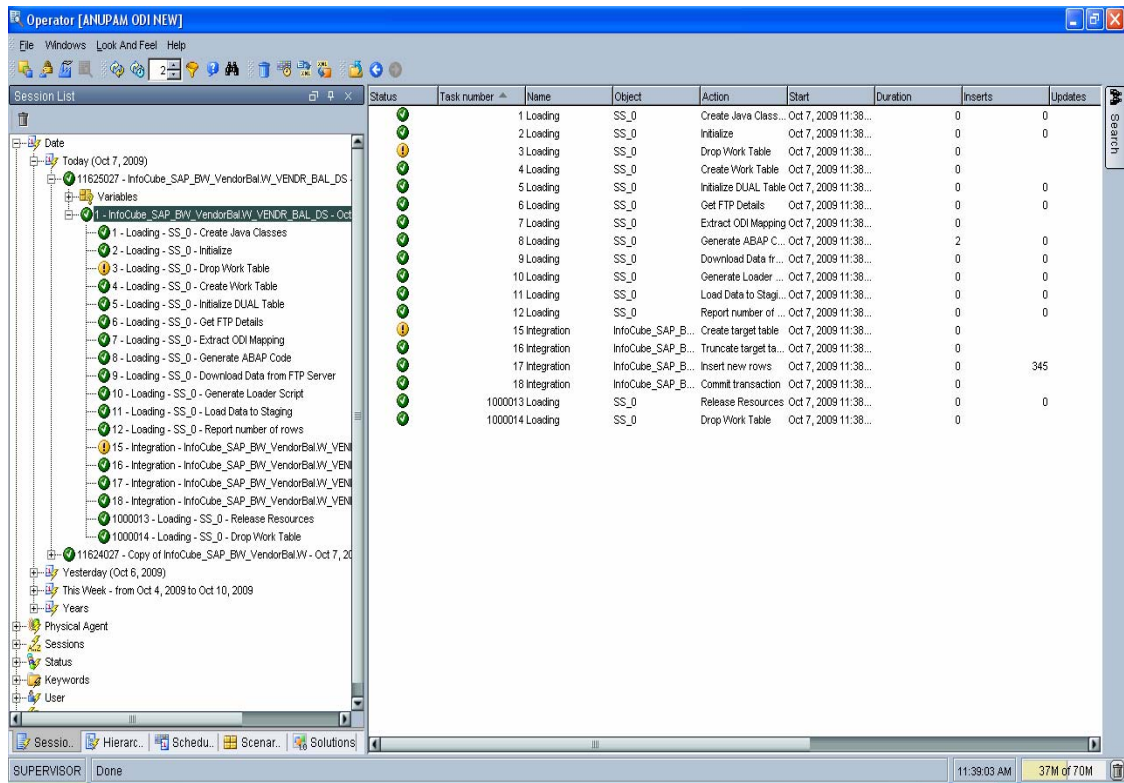 Operator [ANUPAM ODI NEW]
File Windows Look And Feel Help
2
Session List
Date
Today (Oct 7, 2009)
11625027 - InfoCube_SAP_BW_VendorBal.W_VENDR_BAL_DS -
Variables
1 - InfoCube_SAP_BW_VendorBal.W_VENDR_BAL_DS - Oct
1 - Loading - SS_0 - Create Java Classes
2 - Loading - SS_0 - Initialize
3 - Loading - SS_0 - Drop Work Table
4 - Loading - SS_0 - Create Work Table
5 - Loading - SS_0 - Initialize DUAL Table
6 - Loading - SS_0 - Get FTP Details
7 - Loading - SS_0 - Extract ODI Mapping
8 - Loading - SS_0 - Generate ABAP Code
9 - Loading - SS_0 - Download Data from FTP Server
10 - Loading - SS_0 - Generate Loader Script
11 - Loading - SS_0 - Load Data to Staging
12 - Loading - SS_0 - Report number of rows
15 - Integration - InfoCube_SAP_BW_VendorBal.W_VEN
16 - Integration - InfoCube_SAP_BW_VendorBal.W_VEN
17 - Integration - InfoCube_SAP_BW_VendorBal.W_VEN
18 - Integration - InfoCube_SAP_BW_VendorBal.W_VEN
1000013 - Loading - SS_0 - Release Resources
1000014 - Loading - SS_0 - Drop Work Table
11624027 - Copy of InfoCube_SAP_BW_VendorBal.W - Oct 7, 20
Yesterday (Oct 6, 2009)
This Week - from Oct 4, 2009 to Oct 10, 2009
Years
Physical Agent
Sessions
Status
Keywords
User
Sessio.. Hierarc.. Schedu.. Scenar.. Solutions
Status Task number Name Object Action Start Duration Inserts Updates
1 Loading SS_0 Create Java Class... Oct 7, 2009 11:38... 0 0
2 Loading SS_0 Initialize Oct 7, 2009 11:38... 0 0
3 Loading SS_0 Drop Work Table Oct 7, 2009 11:38... 0
4 Loading SS_0 Create Work Table Oct 7, 2009 11:38... 0
5 Loading SS_0 Initialize DUAL Table Oct 7, 2009 11:38... 0 0
6 Loading SS_0 Get FTP Details Oct 7, 2009 11:38... 0 0
7 Loading SS_0 Extract ODI Mapping Oct 7, 2009 11:38... 0
8 Loading SS_0 Generate ABAP C... Oct 7, 2009 11:38... 2 0
9 Loading SS_0 Download Data fr... Oct 7, 2009 11:38... 0 0
10 Loading SS_0 Generate Loader ... Oct 7, 2009 11:38... 0 0
11 Loading SS_0 Load Data to Stagi... Oct 7, 2009 11:38... 0 0
12 Loading SS_0 Report number of ... Oct 7, 2009 11:38... 0 0
15 Integration InfoCube_SAP_B... Create target table Oct 7, 2009 11:38... 0
16 Integration InfoCube_SAP_B... Truncate target ta... Oct 7, 2009 11:38... 0
17 Integration InfoCube_SAP_B... Insert new rows Oct 7, 2009 11:38... 0 345
18 Integration InfoCube_SAP_B... Commit transaction Oct 7, 2009 11:38... 0
1000013 Loading SS_0 Release Resources Oct 7, 2009 11:38... 0 0
1000014 Loading SS_0 Drop Work Table Oct 7, 2009 11:38... 0
Search
SUPERVISOR Done 11:39:03 AM 37M of 70M